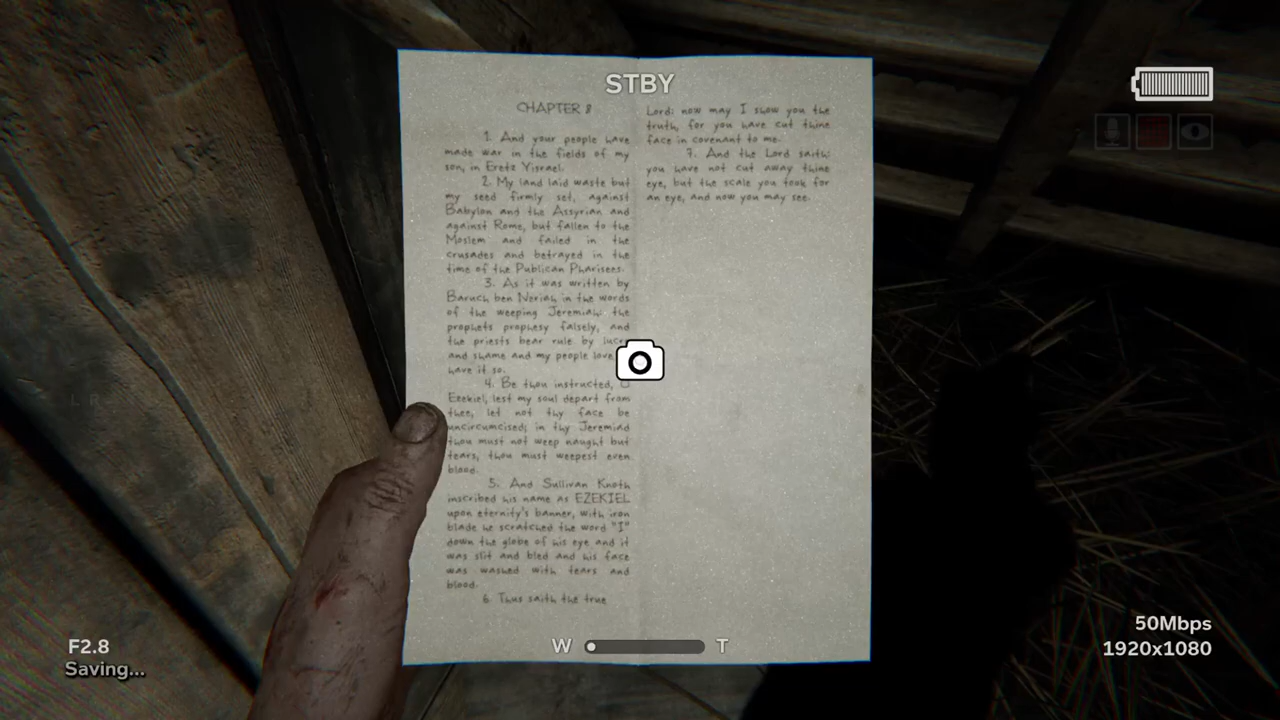 STBY
CHAPTER 8
1. And your people have
made war in the fields of my
son, in Eretz Yisrael.
2. My land laid waste but
my seed firmly set, against
Babylon and the Assyrian and
against Rome, but fallen to the
Moslem and failed in the
crusades and betrayed in the
time of the Publican Pharisees.
3. As it was written by
Baruch ben Neriah in the words
of the weeping Jeremiah: the
prophets prophesy falsely, and
the priests bear rule by lucre
and shame and my people love
have it so.
4. Be thou instructed, O
Ezekiel, lest my soul depart from
thee, let not thy face be
uncircumcised; in thy Jeremiad
thou must not weep naught but
tears, thou must weepest even
blood.
5. And Sullivan Knoth
inscribed his name as EZEKIEL
upon eternity's banner, with iron
blade he scratched the word "I"
down the globe of his eye and it
was slit and bled and his face
was washed with tears and
blood.
6. Thus saith the true
Lord: now may I show you the
truth, for you have cut thine
face in covenant to me.
7. And the Lord saith:
you have not cut away thine
eye, but the scale you took for
an eye, and now you may see.
W T
F2.8
Saving...
50Mbps
1920x1080